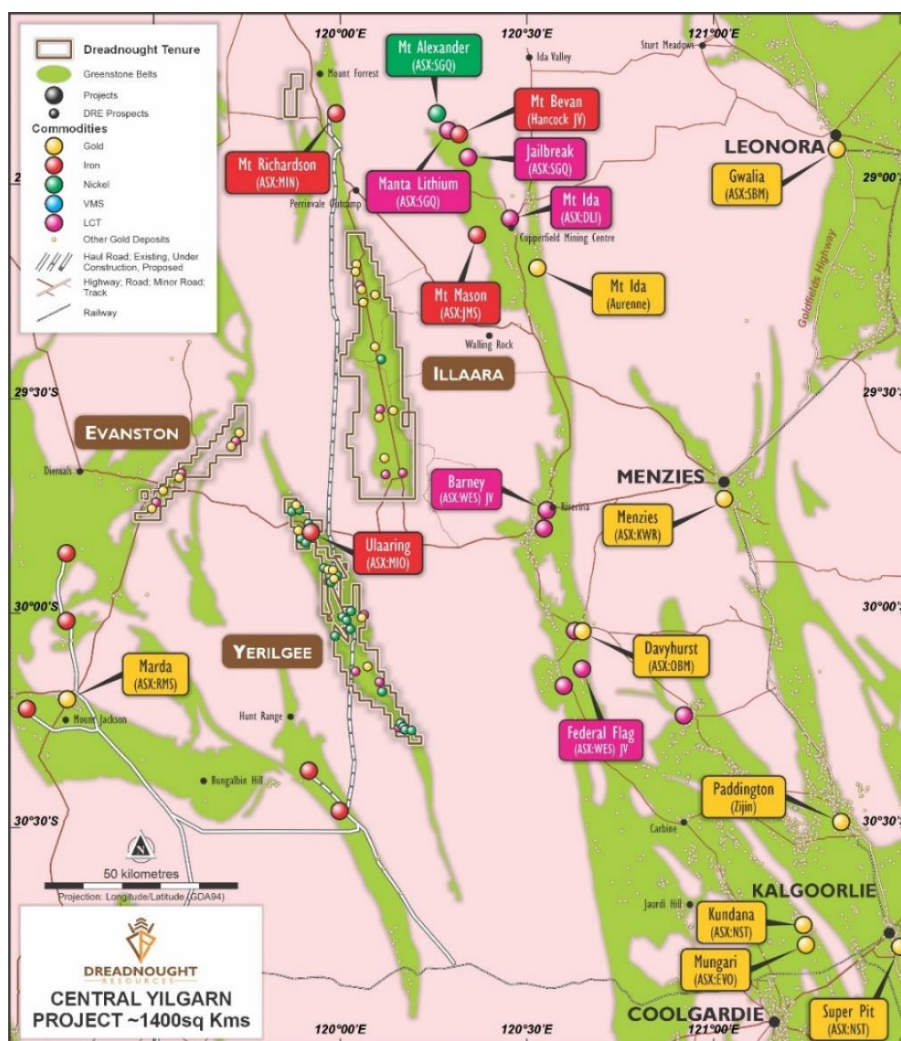 Dreadnought Tenure
Greenstone Belts
Projects
DRE Prospects
Commodities
Gold
Iron
Nickel
VMS
LCT
Other Gold Deposits
Haul Road; Existing, Under
Construction, Proposed
Highway; Road; Minor Road;
Track
Railway
120°00'E
120°30'E
121°00'E
Mount Forrest
Mt Alexander
(ASX:SGQ)
Ida Valley
Sturt Meadows
Mt Bevan
(Hancock JV)
Mt Richardson
(ASX:MIN)
Manta Lithium
(ASX:SGQ)
Jailbreak
(ASX:SGQ)
LEONORA
Gwalia
(ASX:SBM)
29°00'S
Perrinvale Outcamp
Mt Ida
(ASX:DLI)
Copperfield Mining Centre
Goldfields Highway
Mt Mason
(ASX:JMS)
Mt Ida
(Aurenne)
Walling Rock
ILLAARA
29°30'S
29°30'S
EVANSTON
Diemals
Barney
(ASX:WES) JV
Riverina
MENZIES
Menzies
(ASX:KWR)
Ulaaring
(ASX:MIO)
30°00'S
30°00'S
YERILGEE
Davyhurst
(ASX:OBM)
Marda
(ASX:RMS)
Mount Jackson
Hunt Range
Federal Flag
(ASX:WES) JV
Bungalbin Hill
Paddington
(Zijin)
30°30'S
30°30'S
Carbine
N
50 kilometres
Projection: Longitude/Latitude (GDA94)
KALGOORLIE
Jaurdi Hill
Kundana
(ASX:NST)
Mungari
(ASX:EVO)
DREADNOUGHT
RESOURCES
CENTRAL YILGARN
PROJECT ~1400sq Kms
Super Pit
(ASX:NST)
COOLGARDIE
120°00'E
120°30'E
121°00'E